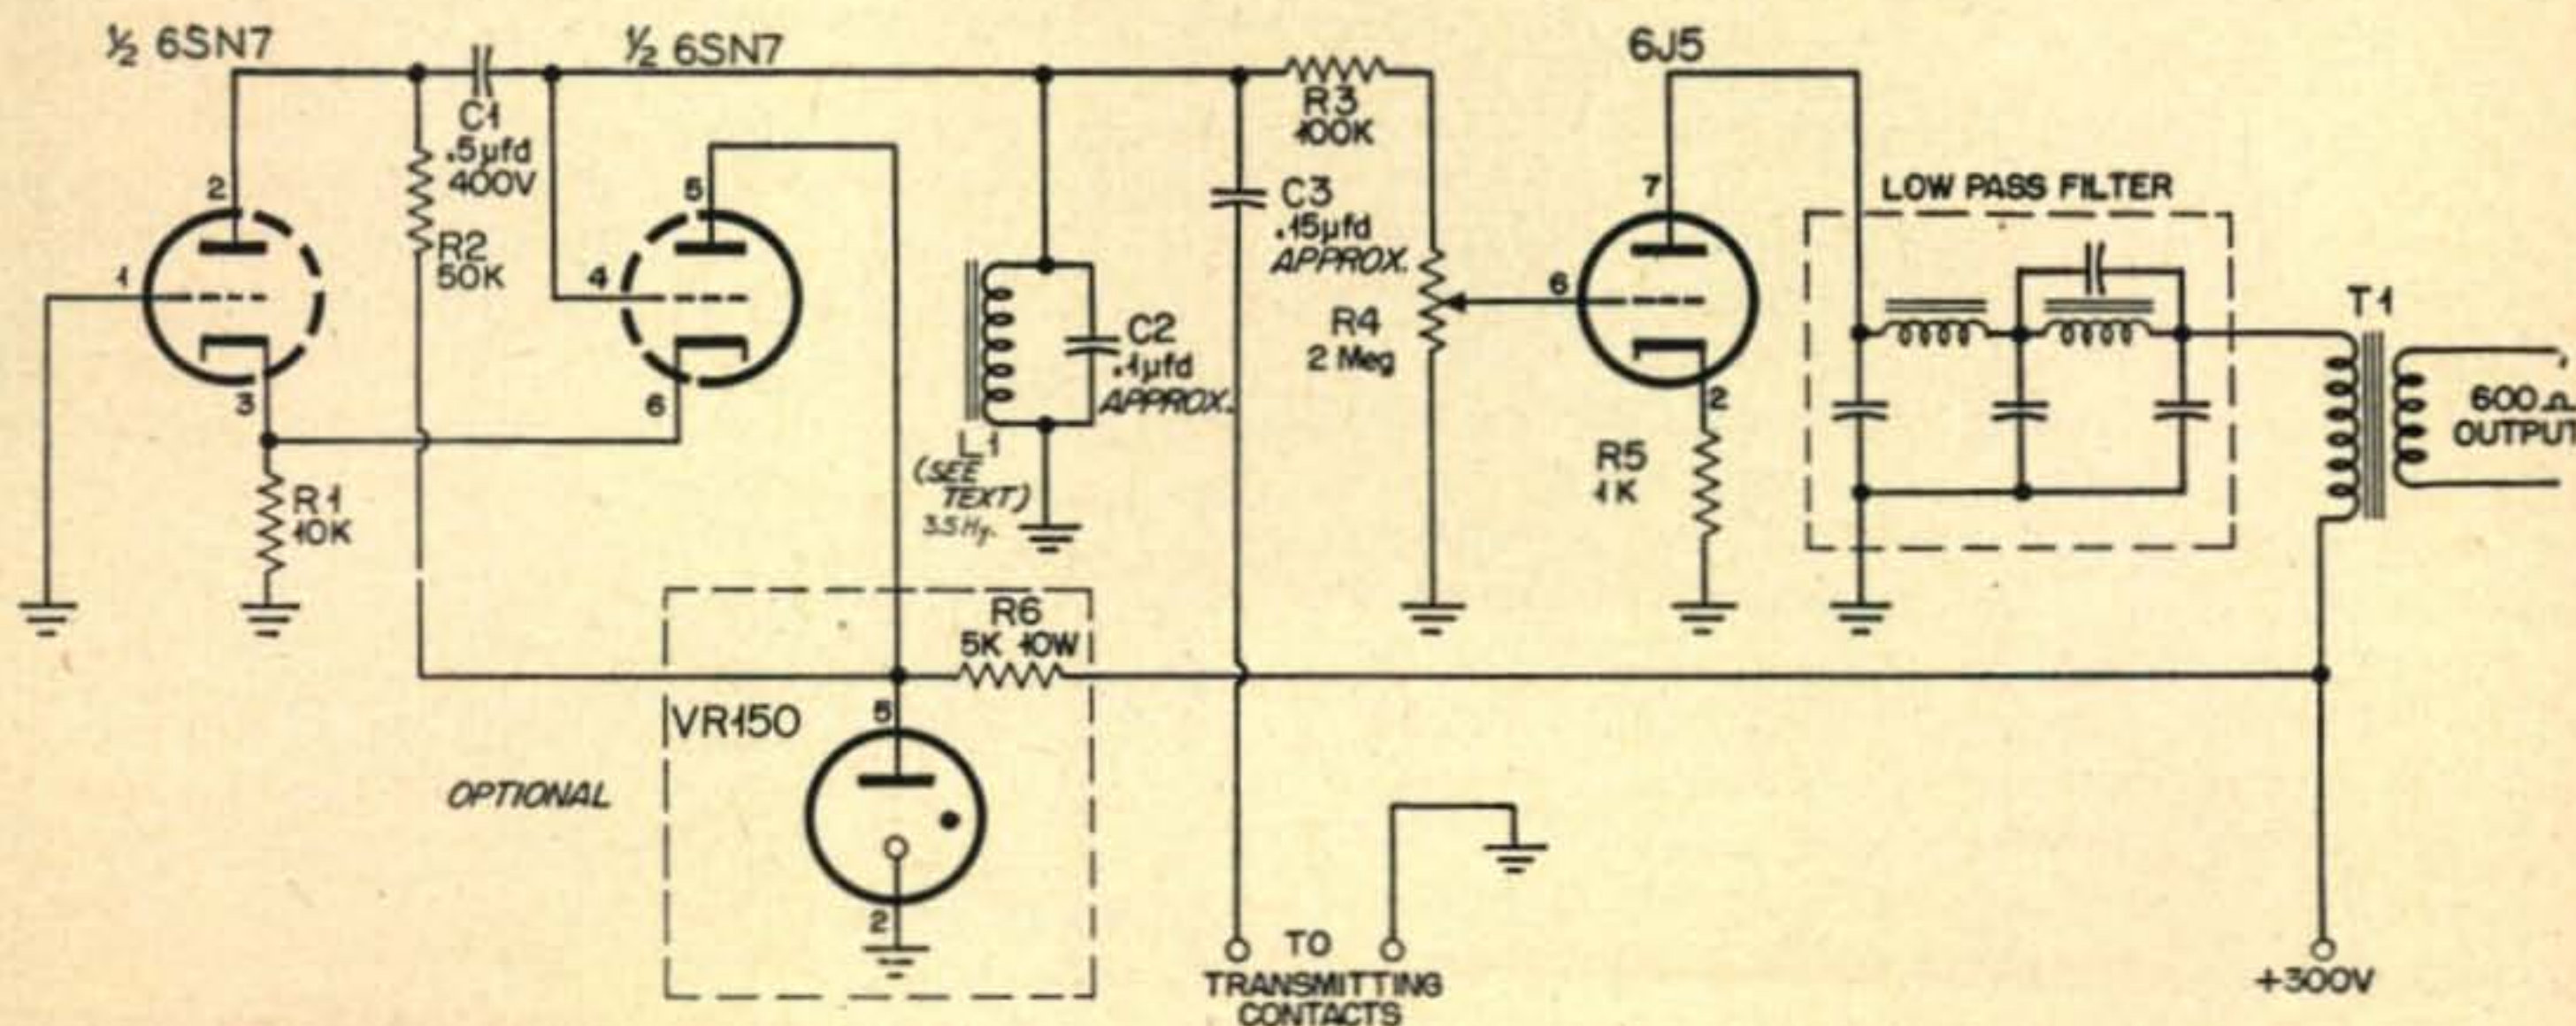 ½ 6SN7
½ 6SN7
6J5
C1
.5µfd
400V
R2
50K
R3
100K
C3
.15µfd
APPROX.
R4
2 Meg
LOW PASS FILTER
T1
600Ω
OUTPUT
C2
.1µfd
APPROX.
L1
(SEE
TEXT)
3.5 Hy.
R1
10K
R5
1K
2
1
3
5
4
6
7
6
2
R6
5K 10W
VR150
5
2
OPTIONAL
TO
TRANSMITTING
CONTACTS
+300V